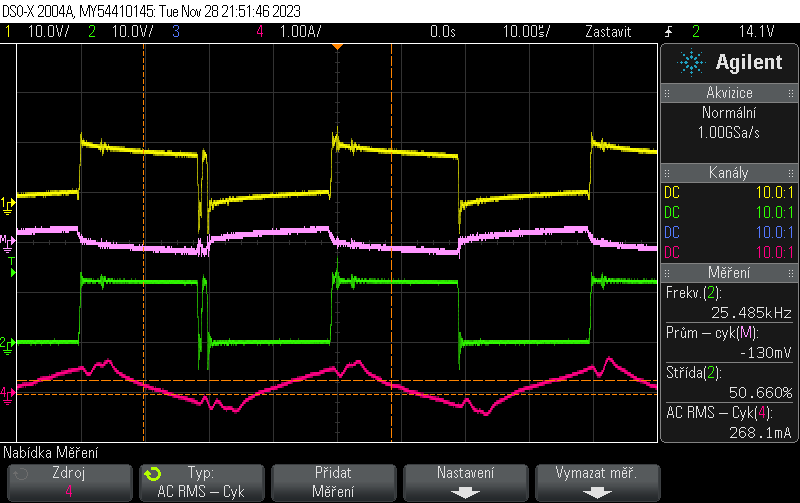 DSO-X 2004A, MY54410145: Tue Nov 28 21:51:46 2023
1 10.0V/ 2 10.0V/ 3 4 1.00A/ 0.0s 10.00us/ Zastavit 2 14.1V
Agilent
Akvizice
Normální
1.00GSa/s
Kanály
DC 10.0:1
DC 10.0:1
DC 10.0:1
DC 10.0:1
Měření
Frekv.(2):
25.485kHz
Prům – cyk(M):
-130mV
Střída(2):
50.660%
AC RMS – Cyk(4):
268.1mA
1
M
T
2
4
Nabídka Měření
Zdroj
4
Typ:
AC RMS – Cyk
Přidat
Měření
Nastavení
Vymazat měř.